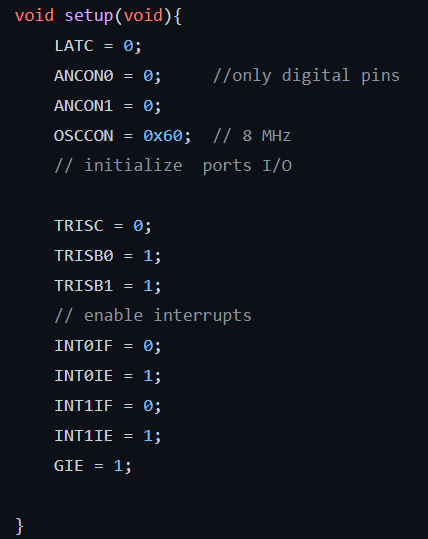 void setup(void){
    LATC = 0;
    ANCON0 = 0;     //only digital pins
    ANCON1 = 0;
    OSCCON = 0x60;  // 8 MHz
    // initialize  ports I/O
    TRISC = 0;
    TRISB0 = 1;
    TRISB1 = 1;
    // enable interrupts
    INT0IF = 0;
    INT0IE = 1;
    INT1IF = 0;
    INT1IE = 1;
    GIE = 1;
}